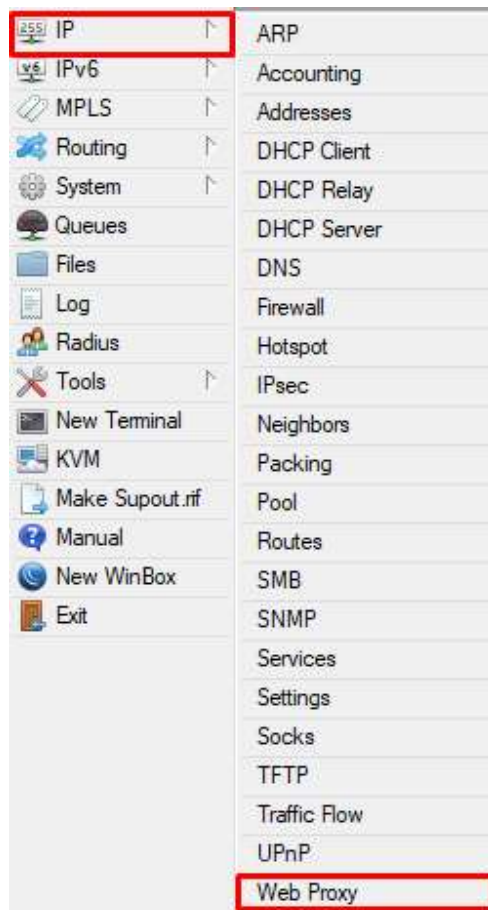 255 IP
v6 IPv6
MPLS
Routing
System
Queues
Files
Log
Radius
Tools
New Terminal
KVM
Make Supout.rif
Manual
New WinBox
Exit
ARP
Accounting
Addresses
DHCP Client
DHCP Relay
DHCP Server
DNS
Firewall
Hotspot
IPsec
Neighbors
Packing
Pool
Routes
SMB
SNMP
Services
Settings
Socks
TFTP
Traffic Flow
UPnP
Web Proxy